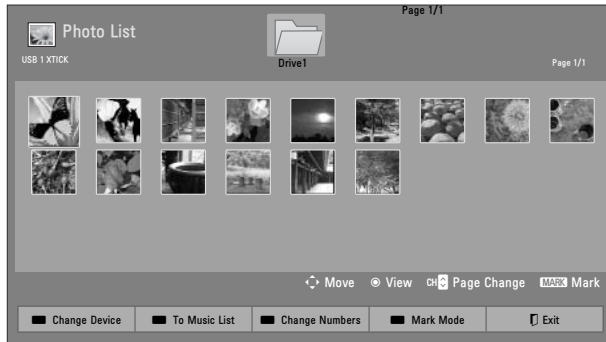 Page 1/1
Photo List
USB 1 XTICK
Drive1
Page 1/1
Move View CH Page Change MARK Mark
Change Device To Music List Change Numbers Mark Mode Exit